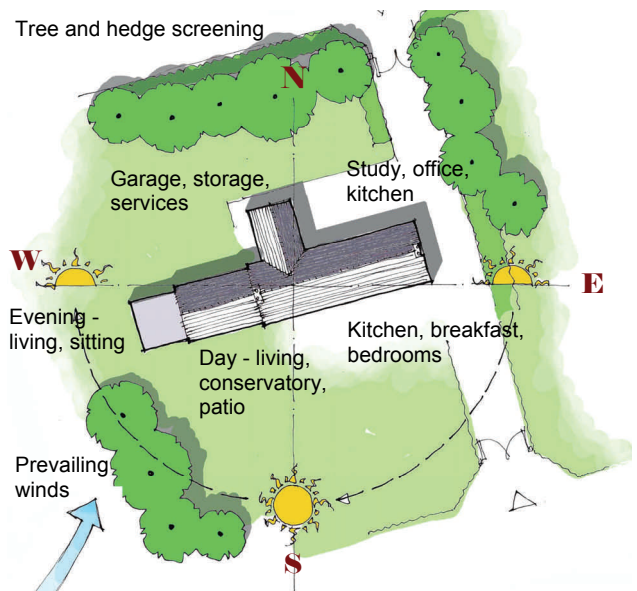 Tree and hedge screening
N
Garage, storage,
services
Study, office,
kitchen
W
E
Evening -
living, sitting
Day - living,
conservatory,
patio
Kitchen, breakfast,
bedrooms
Prevailing
winds
S